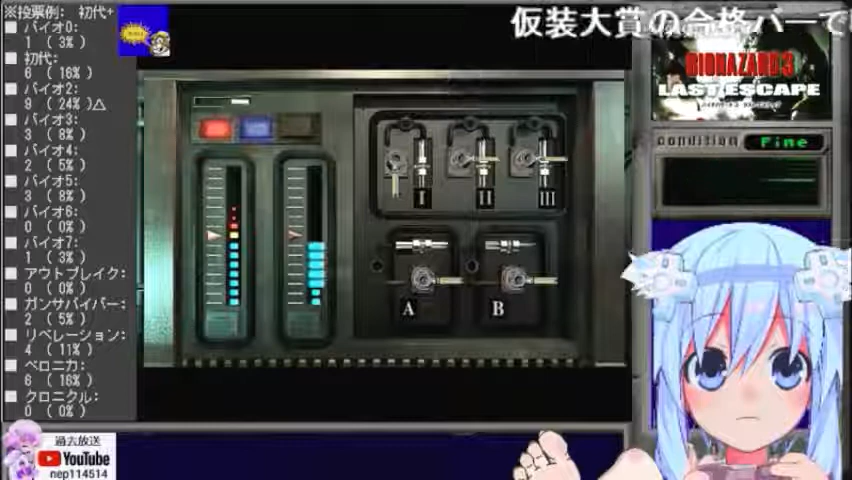 ※投票例: 初代+
バイオ0:
1 ( 3% )
初代:
6 ( 16% )
バイオ2:
9 ( 24% )△
バイオ3:
3 ( 8% )
バイオ4:
2 ( 5% )
バイオ5:
3 ( 8% )
バイオ6:
0 ( 0% )
バイオ7:
1 ( 3% )
アウトブレイク:
0 ( 0% )
ガンサバイバー:
2 ( 5% )
リベレーション:
4 ( 11% )
ベロニカ:
6 ( 16% )
クロニクル:
0 ( 0% )
過去放送
YouTube
nep114514
I II III
A B
仮装大賞の合格バーで
BIOHAZARD 3
LAST ESCAPE
condition Fine